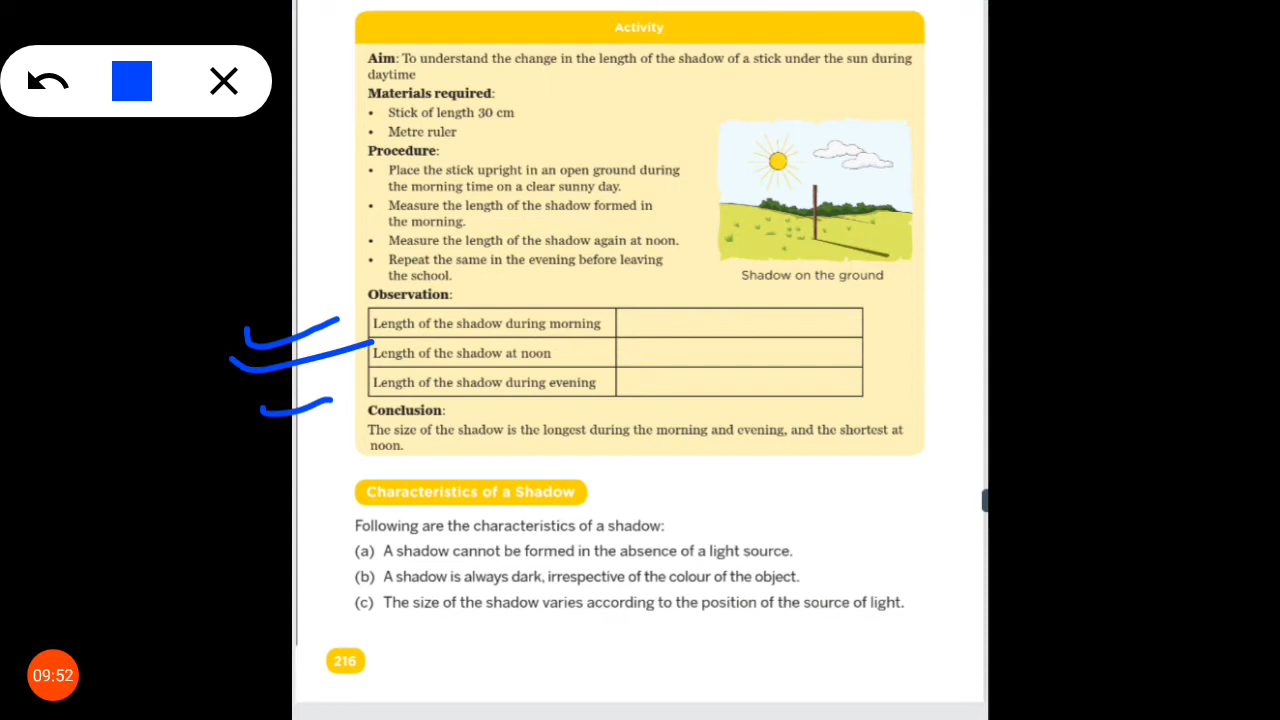 Activity
Aim: To understand the change in the length of the shadow of a stick under the sun during
daytime
Materials required:
• Stick of length 30 cm
• Metre ruler
Procedure:
• Place the stick upright in an open ground during
the morning time on a clear sunny day.
• Measure the length of the shadow formed in
the morning.
• Measure the length of the shadow again at noon.
• Repeat the same in the evening before leaving
the school.
Shadow on the ground
Observation:
Length of the shadow during morning
Length of the shadow at noon
Length of the shadow during evening
Conclusion:
The size of the shadow is the longest during the morning and evening, and the shortest at
noon.
Characteristics of a Shadow
Following are the characteristics of a shadow:
(a) A shadow cannot be formed in the absence of a light source.
(b) A shadow is always dark, irrespective of the colour of the object.
(c) The size of the shadow varies according to the position of the source of light.
216
09:52